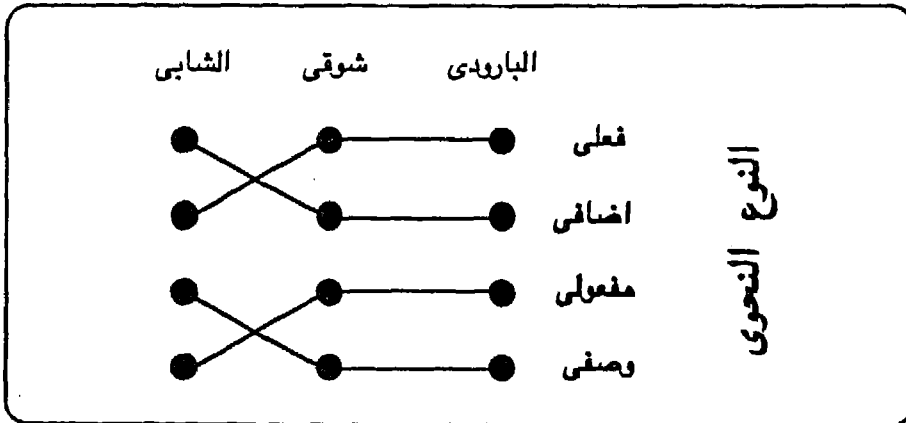 البارودى شوقى الشابى
فعلى
اضافى
مفعولى
وصفى
النوع النحوى